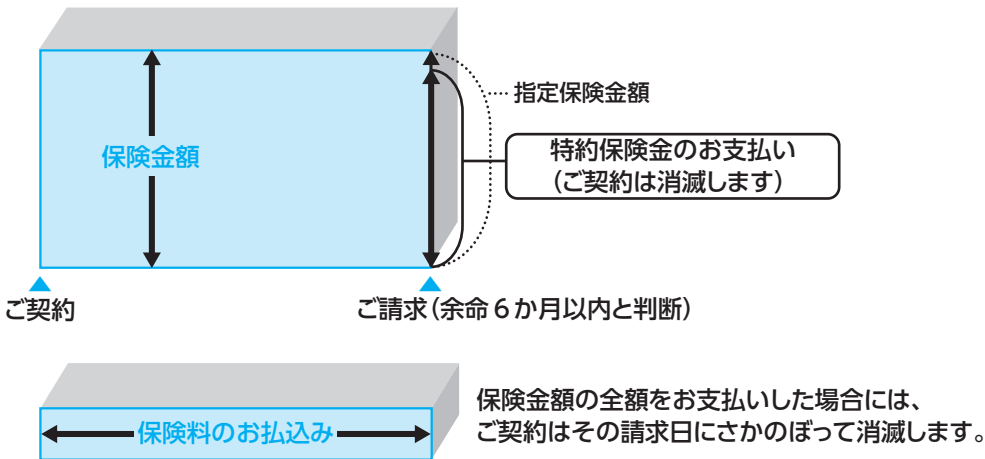 指定保険金額
保険金額
特約保険金のお支払い
（ご契約は消滅します）
ご契約
ご請求（余命６か月以内と判断）
保険料のお払込み
保険金額の全額をお支払いした場合には、
ご契約はその請求日にさかのぼって消滅します。